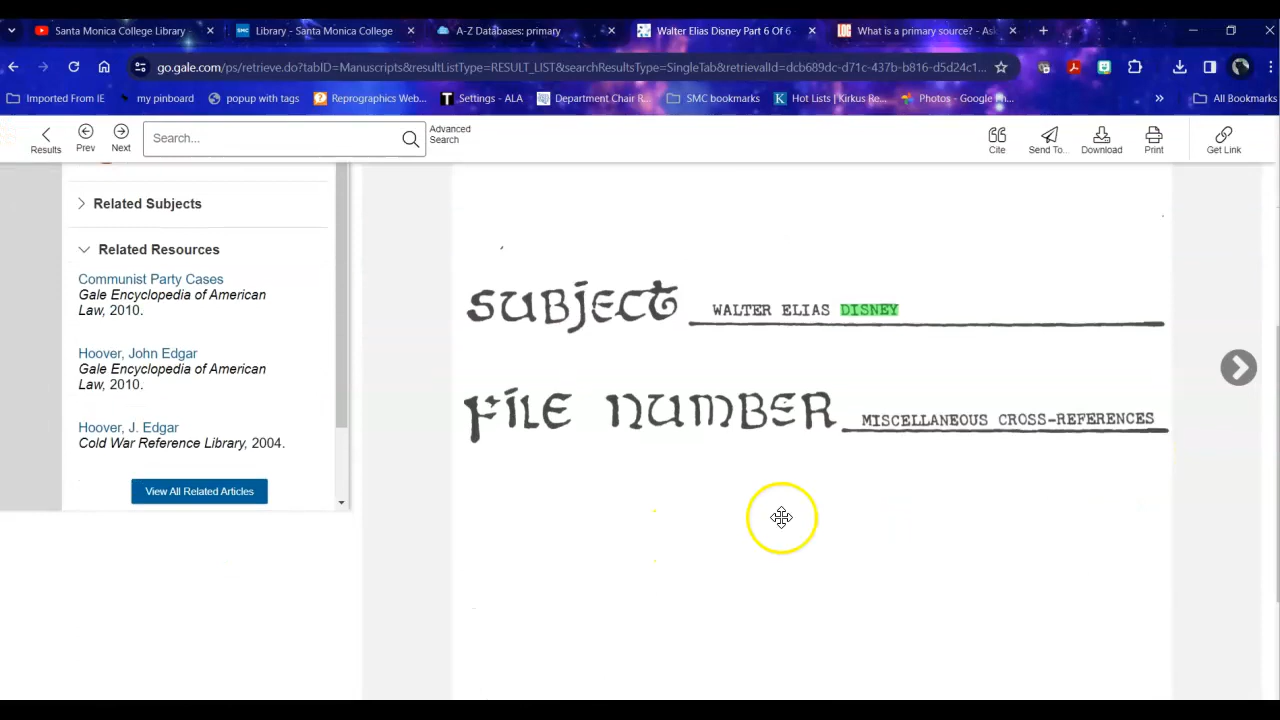 Santa Monica College Library -
Library - Santa Monica College
A-Z Databases: primary
Walter Elias Disney Part 6 Of 6
What is a primary source? - Ask
go.gale.com/ps/retrieve.do?tabID=Manuscripts&resultListType=RESULT_LIST&searchResultsType=SingleTab&retrievalId=dcb689dc-d71c-437b-b816-d5d24c1...
Imported From IE
my pinboard
popup with tags
Reprographics Web...
Settings - ALA
Department Chair R...
SMC bookmarks
Hot Lists | Kirkus Re...
Photos - Google Ph...
All Bookmarks
Results
Prev
Next
Search...
Advanced
Search
Cite
Send To...
Download
Print
Get Link
Related Subjects
Related Resources
Communist Party Cases
Gale Encyclopedia of American
Law, 2010.
Hoover, John Edgar
Gale Encyclopedia of American
Law, 2010.
Hoover, J. Edgar
Cold War Reference Library, 2004.
View All Related Articles
SUBJECT WALTER ELIAS DISNEY
FILE NUMBER MISCELLANEOUS CROSS-REFERENCES